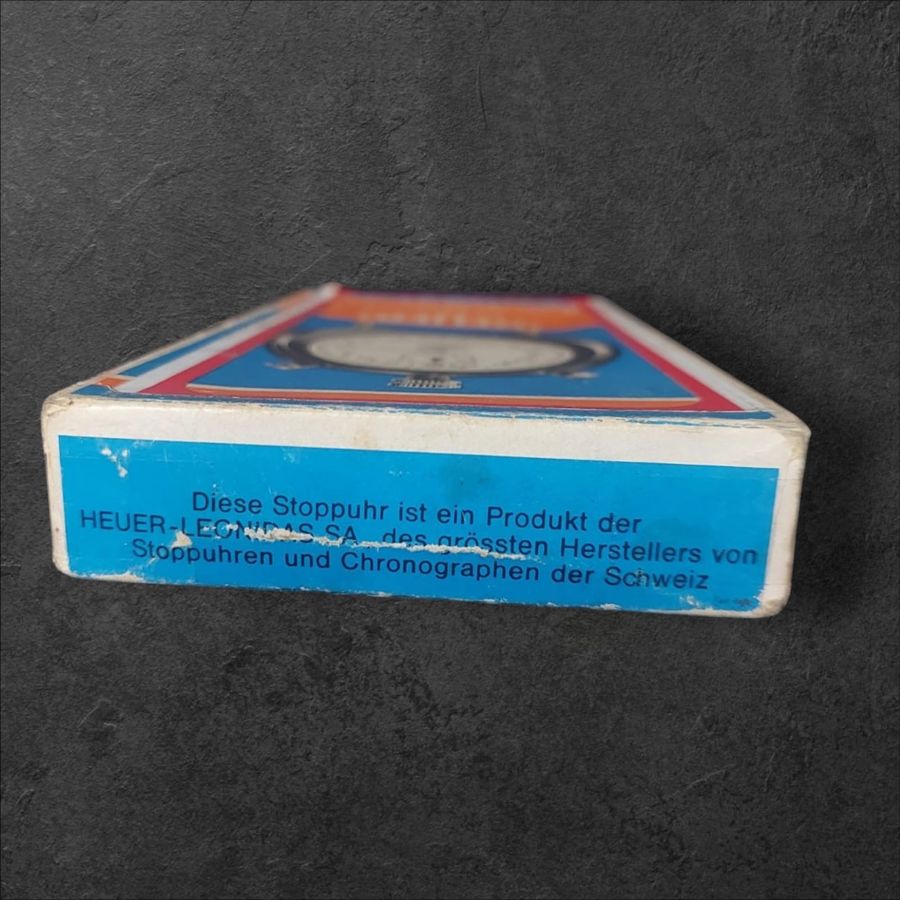 Diese Stoppuhr ist ein Produkt der
HEUER-LEONIDAS SA, des grössten Herstellers von
Stoppuhren und Chronographen der Schweiz